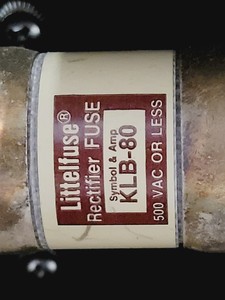 Littelfuse®
Rectifier FUSE
Symbol & Amp
KLB-80
500 VAC OR LESS